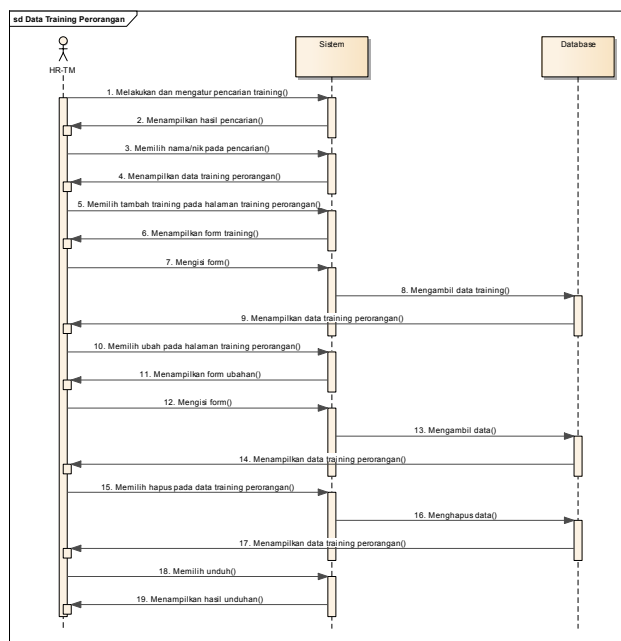 sd Data Training Perorangan
HR-TM
Sistem
Database
1. Melakukan dan mengatur pencarian training()
2. Menampilkan hasil pencarian()
3. Memilih nama/nik pada pencarian()
4. Menampilkan data training perorangan()
5. Memilih tambah training pada halaman training perorangan()
6. Menampilkan form training()
7. Mengisi form()
8. Mengambil data training()
9. Menampilkan data training perorangan()
10. Memilih ubah pada halaman training perorangan()
11. Menampilkan form ubahan()
12. Mengisi form()
13. Mengambil data()
14. Menampilkan data training perorangan()
15. Memilih hapus pada data training perorangan()
16. Menghapus data()
17. Menampilkan data training perorangan()
18. Memilih unduh()
19. Menampilkan hasil unduhan()